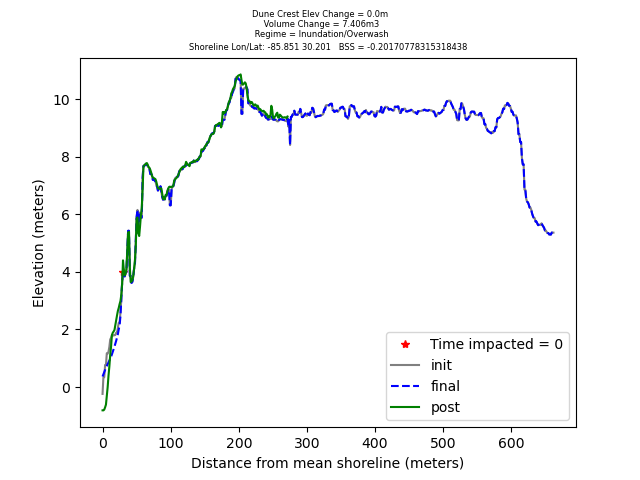 Dune Crest Elev Change = 0.0m
Volume Change = 7.406m3
Regime = Inundation/Overwash
Shoreline Lon/Lat: -85.851 30.201 BSS = -0.20170778315318438
Elevation (meters)
10
8
6
4
2
0
0 100 200 300 400 500 600
Distance from mean shoreline (meters)
Time impacted = 0
init
final
post